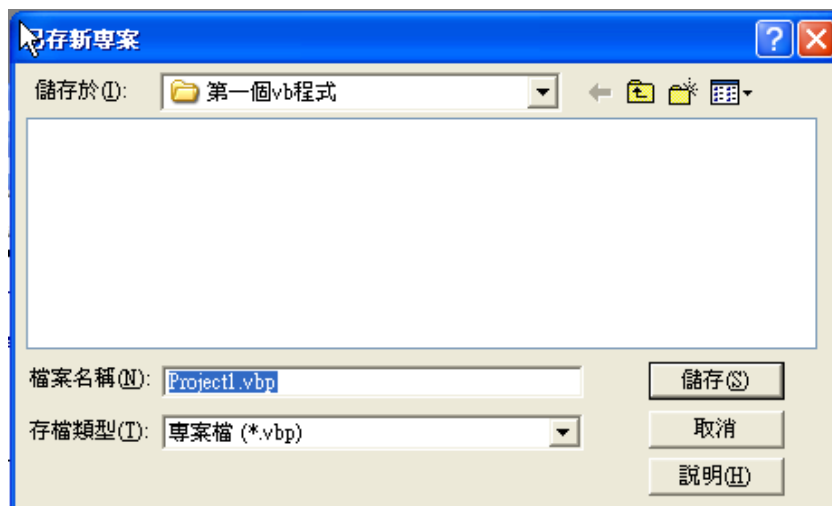 存新專案
儲存於(I):
第一個vb程式
檔案名稱(N):
Project1.vbp
儲存(S)
存檔類型(T):
專案檔 (*.vbp)
取消
說明(H)